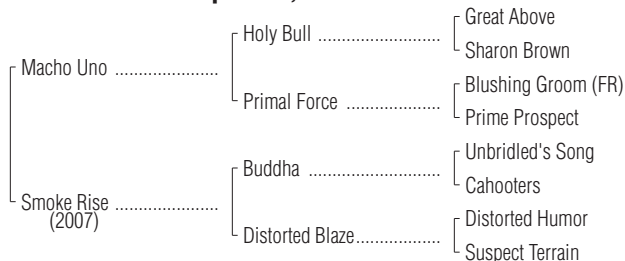 Great Above
Holy Bull ..........................
Sharon Brown
Macho Uno ......................
Blushing Groom (FR)
Primal Force ....................
Prime Prospect
Unbridled's Song
Buddha ............................
Cahooters
Smoke Rise ......................
(2007)
Distorted Humor
Distorted Blaze..................
Suspect Terrain